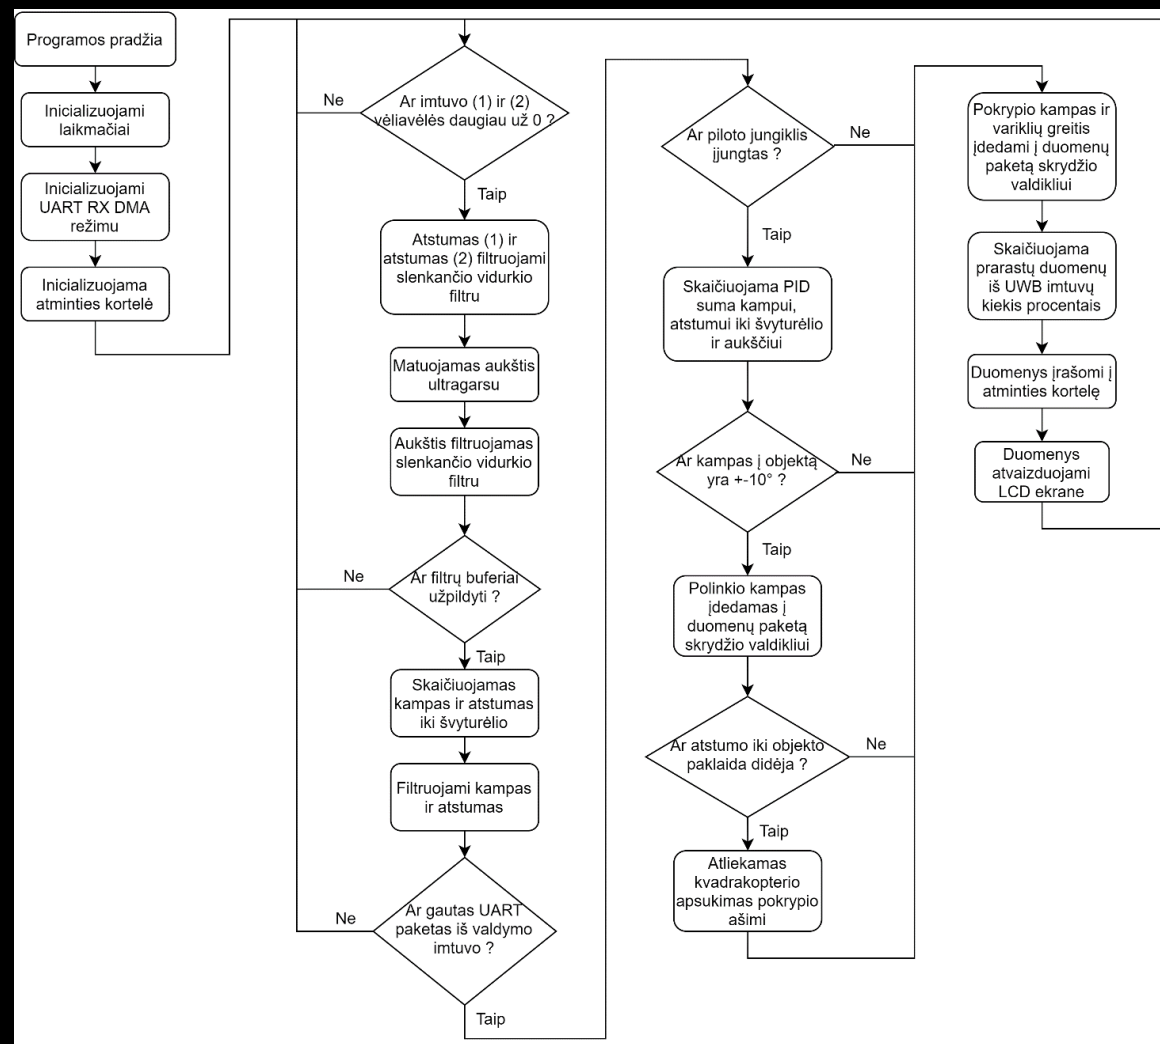 Programos pradžia
Inicializuojami
laikmačiai
Inicializuojami
UART RX DMA
režimu
Inicializuojama
atminties kortelė
Ar imtuvo (1) ir (2)
vėliavėlės daugiau už 0 ?
Ne
Taip
Atstumas (1) ir
atstumas (2) filtruojami
slenkančio vidurkio
filtru
Matuojamas aukštis
ultragarsu
Aukštis filtruojamas
slenkančio vidurkio
filtru
Ar filtrų buferiai
užpildyti ?
Ne
Taip
Skaičiuojamas
kampas ir atstumas
iki švyturėlio
Filtruojami kampas
ir atstumas
Ar gautas UART
paketas iš valdymo
imtuvo ?
Ne
Taip
Ar piloto jungiklis
įjungtas ?
Ne
Taip
Skaičiuojama PID
suma kampui,
atstumui iki švyturėlio
ir aukščiui
Ar kampas į objektą
yra +-10° ?
Ne
Taip
Polinkio kampas
įdedamas į
duomenų paketą
skrydžio valdikliui
Ar atstumo iki objekto
paklaida didėja ?
Ne
Taip
Atliekamas
kvadrakopterio
apsukimas pokrypio
ašimi
Pokrypio kampas ir
variklių greitis
įdedami į duomenų
paketą skrydžio
valdikliui
Skaičiuojama
prarastų duomenų
iš UWB imtuvų
kiekis procentais
Duomenys įrašomi į
atminties kortelę
Duomenys
atvaizduojami
LCD ekrane